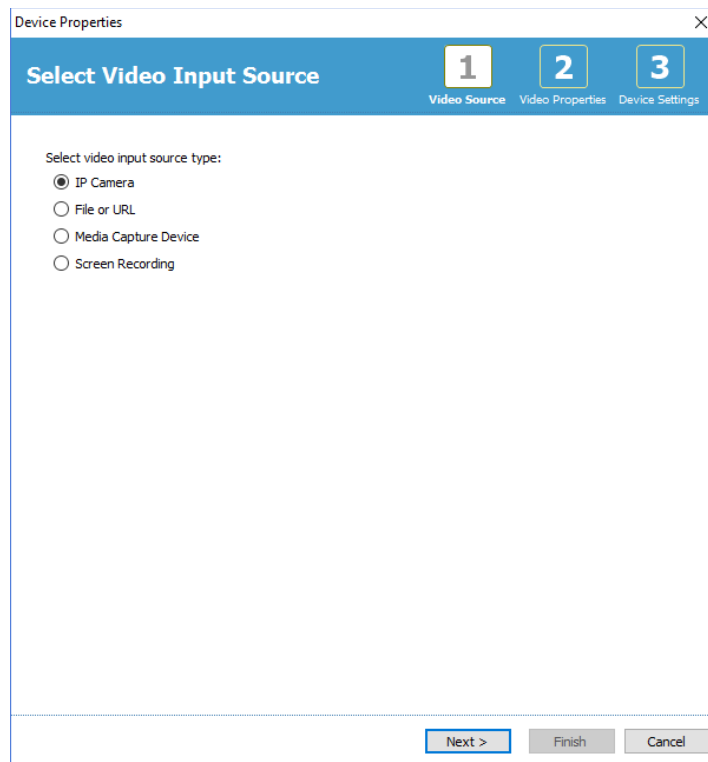 Device Properties
Select Video Input Source
1 2 3
Video Source Video Properties Device Settings
Select video input source type:
IP Camera
File or URL
Media Capture Device
Screen Recording
Next > Finish Cancel